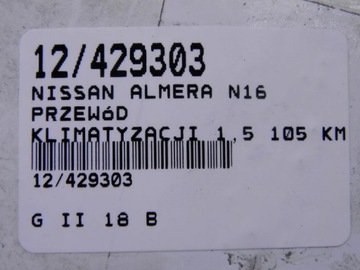 12/429303
NISSAN ALMERA N16
PRZEWóD
KLIMATYZACJI 1,5 105 KM
12/429303
G II 18 B